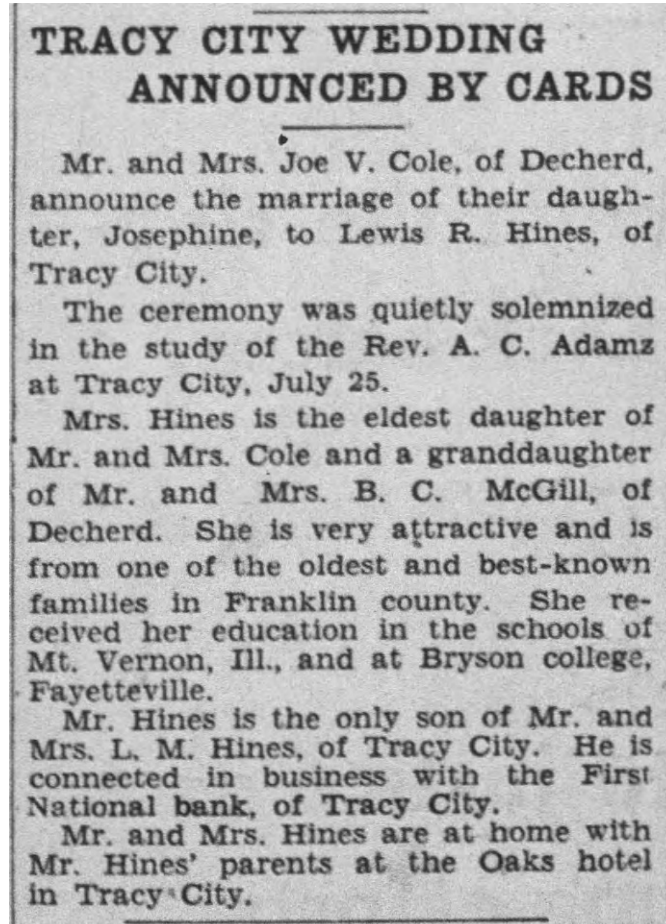 TRACY CITY WEDDING
ANNOUNCED BY CARDS
Mr. and Mrs. Joe V. Cole, of Decherd,
announce the marriage of their daugh-
ter, Josephine, to Lewis R. Hines, of
Tracy City.
The ceremony was quietly solemnized
in the study of the Rev. A. C. Adamz
at Tracy City, July 25.
Mrs. Hines is the eldest daughter of
Mr. and Mrs. Cole and a granddaughter
of Mr. and Mrs. B. C. McGill, of
Decherd. She is very attractive and is
from one of the oldest and best-known
families in Franklin county. She re-
ceived her education in the schools of
Mt. Vernon, Ill., and at Bryson college,
Fayetteville.
Mr. Hines is the only son of Mr. and
Mrs. L. M. Hines, of Tracy City. He is
connected in business with the First
National bank, of Tracy City.
Mr. and Mrs. Hines are at home with
Mr. Hines' parents at the Oaks hotel
in Tracy City.